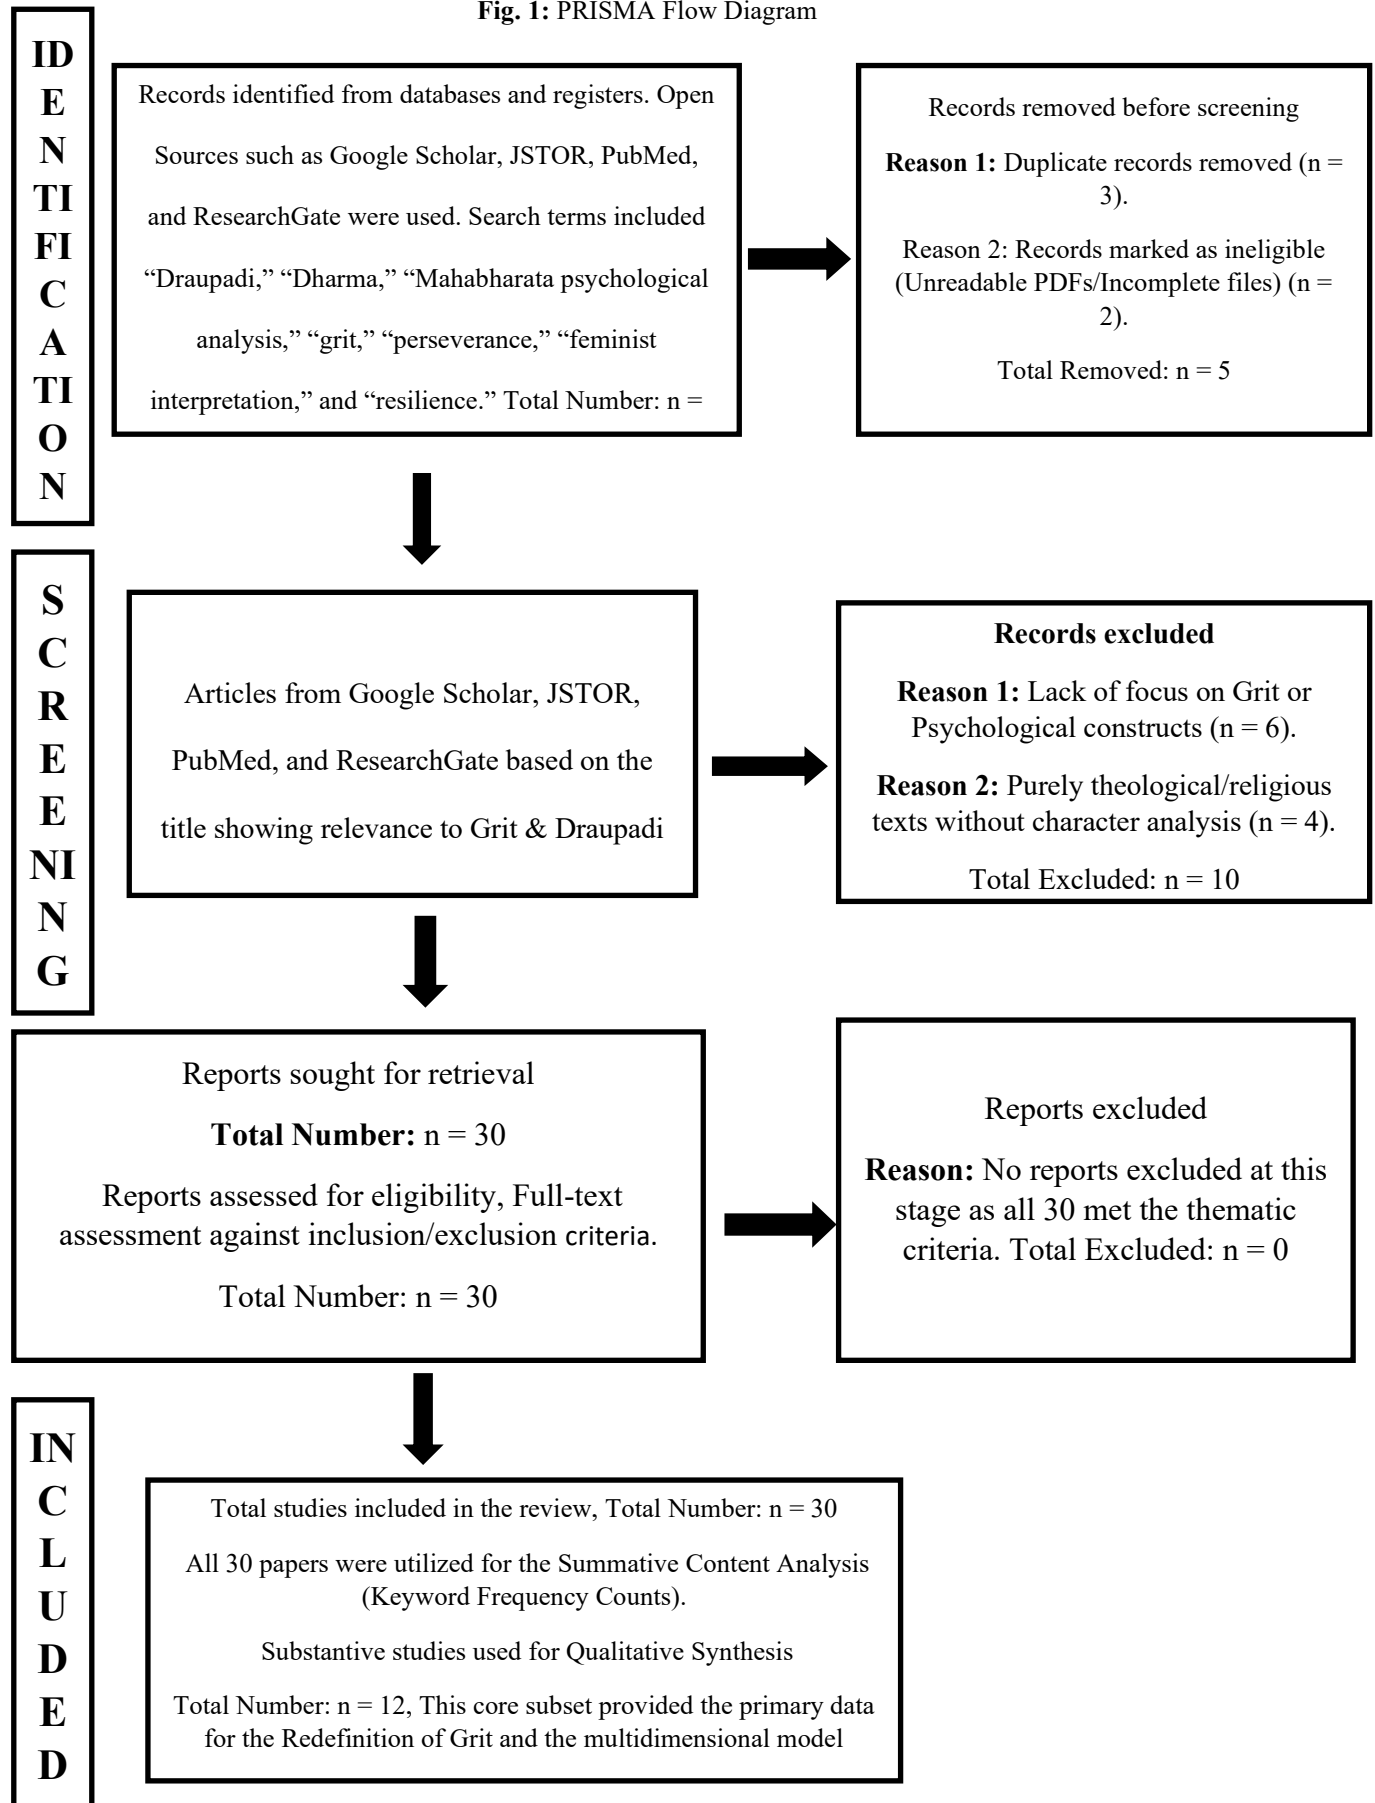 Fig. 1: PRISMA Flow Diagram
ID
E
N
TI
FI
C
A
TI
O
N
Records identified from databases and registers. Open
Sources such as Google Scholar, JSTOR, PubMed,
and ResearchGate were used. Search terms included
“Draupadi,” “Dharma,” “Mahabharata psychological
analysis,” “grit,” “perseverance,” “feminist
interpretation,” and “resilience.” Total Number: n =
Records removed before screening
Reason 1: Duplicate records removed (n =
3).
Reason 2: Records marked as ineligible
(Unreadable PDFs/Incomplete files) (n =
2).
Total Removed: n = 5
S
C
R
E
E
NI
N
G
Articles from Google Scholar, JSTOR,
PubMed, and ResearchGate based on the
title showing relevance to Grit & Draupadi
Records excluded
Reason 1: Lack of focus on Grit or
Psychological constructs (n = 6).
Reason 2: Purely theological/religious
texts without character analysis (n = 4).
Total Excluded: n = 10
Reports sought for retrieval
Total Number: n = 30
Reports assessed for eligibility, Full-text
assessment against inclusion/exclusion criteria.
Total Number: n = 30
Reports excluded
Reason: No reports excluded at this
stage as all 30 met the thematic
criteria. Total Excluded: n = 0
IN
C
L
U
D
E
D
Total studies included in the review, Total Number: n = 30
All 30 papers were utilized for the Summative Content Analysis
(Keyword Frequency Counts).
Substantive studies used for Qualitative Synthesis
Total Number: n = 12, This core subset provided the primary data
for the Redefinition of Grit and the multidimensional model